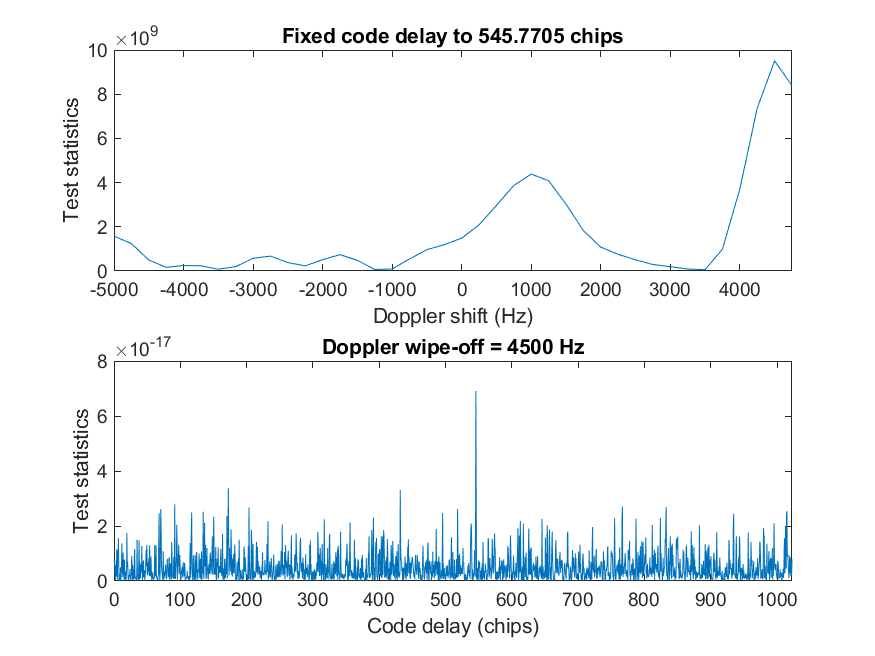 Fixed code delay to 545.7705 chips
×10^9
10
8
6
4
2
0
Test statistics
-5000 -4000 -3000 -2000 -1000 0 1000 2000 3000 4000
Doppler shift (Hz)
Doppler wipe-off = 4500 Hz
×10^-17
8
6
4
2
0
Test statistics
0 100 200 300 400 500 600 700 800 900 1000
Code delay (chips)